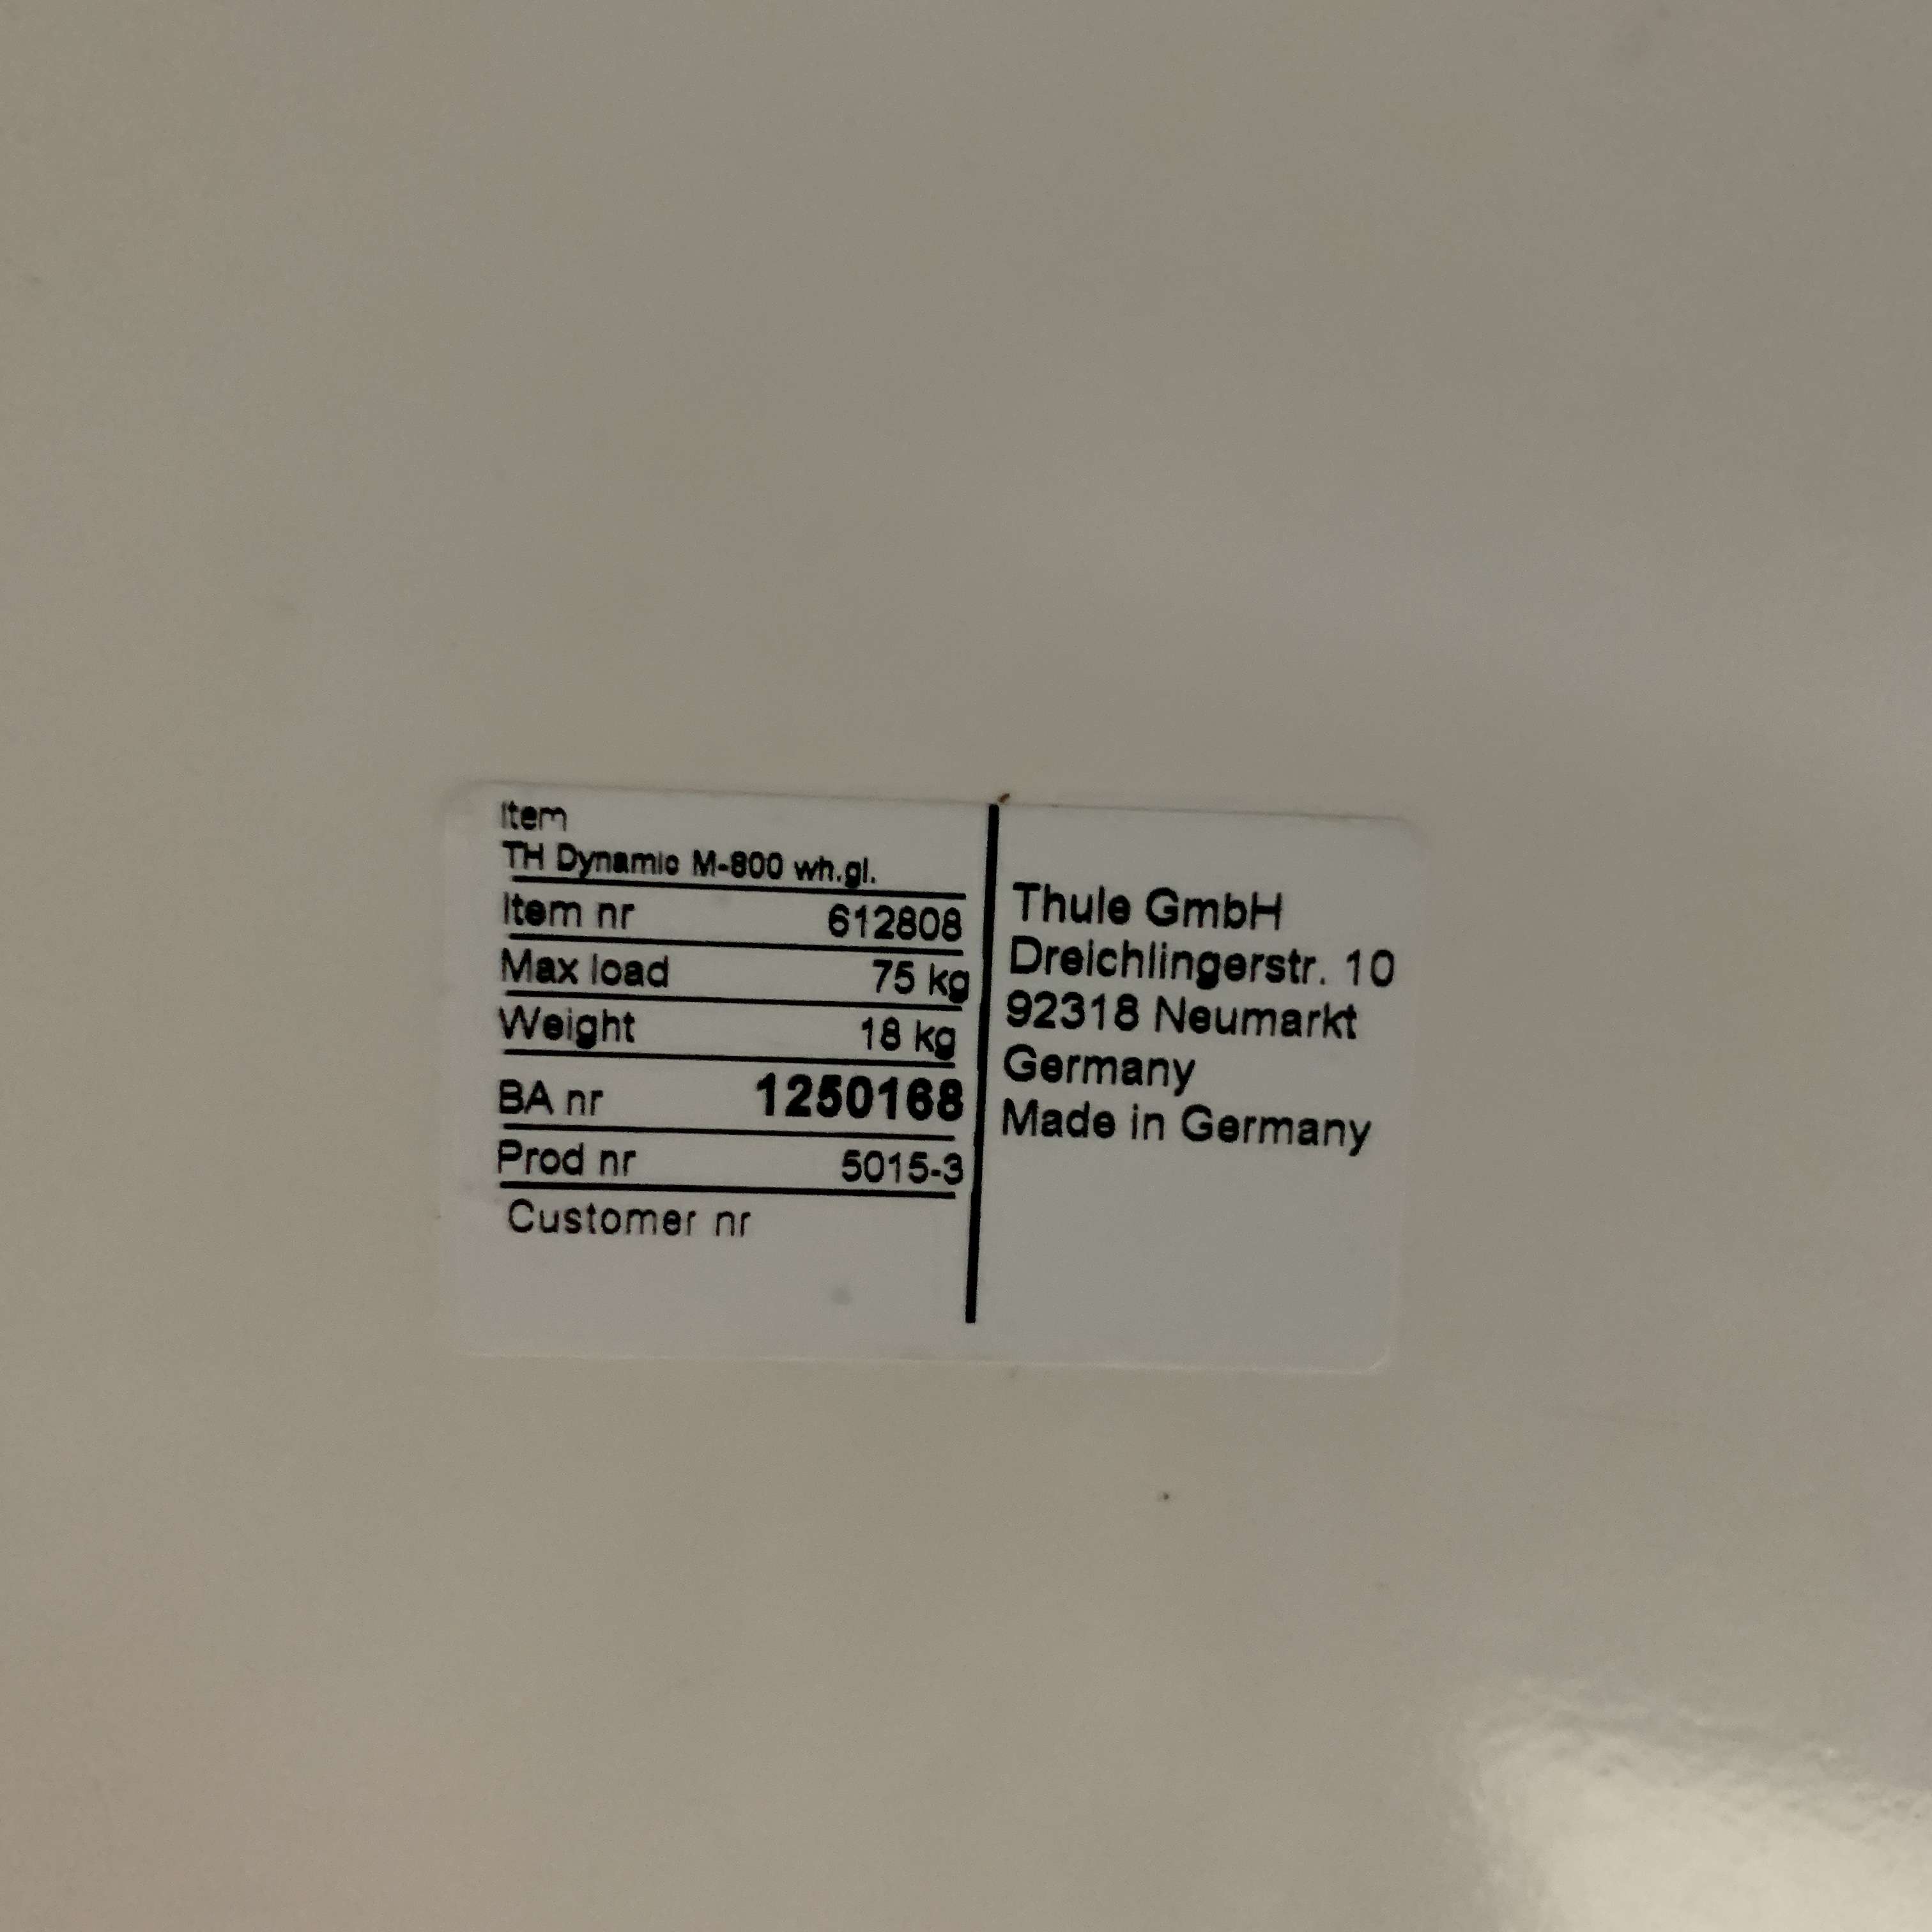 Item
TH Dynamic M-800 wh.gl.
Item nr 612808
Max load 75 kg
Weight 18 kg
BA nr 1250168
Prod nr 5015-3
Customer nr
Thule GmbH
Dreichlingerstr. 10
92318 Neumarkt
Germany
Made in Germany